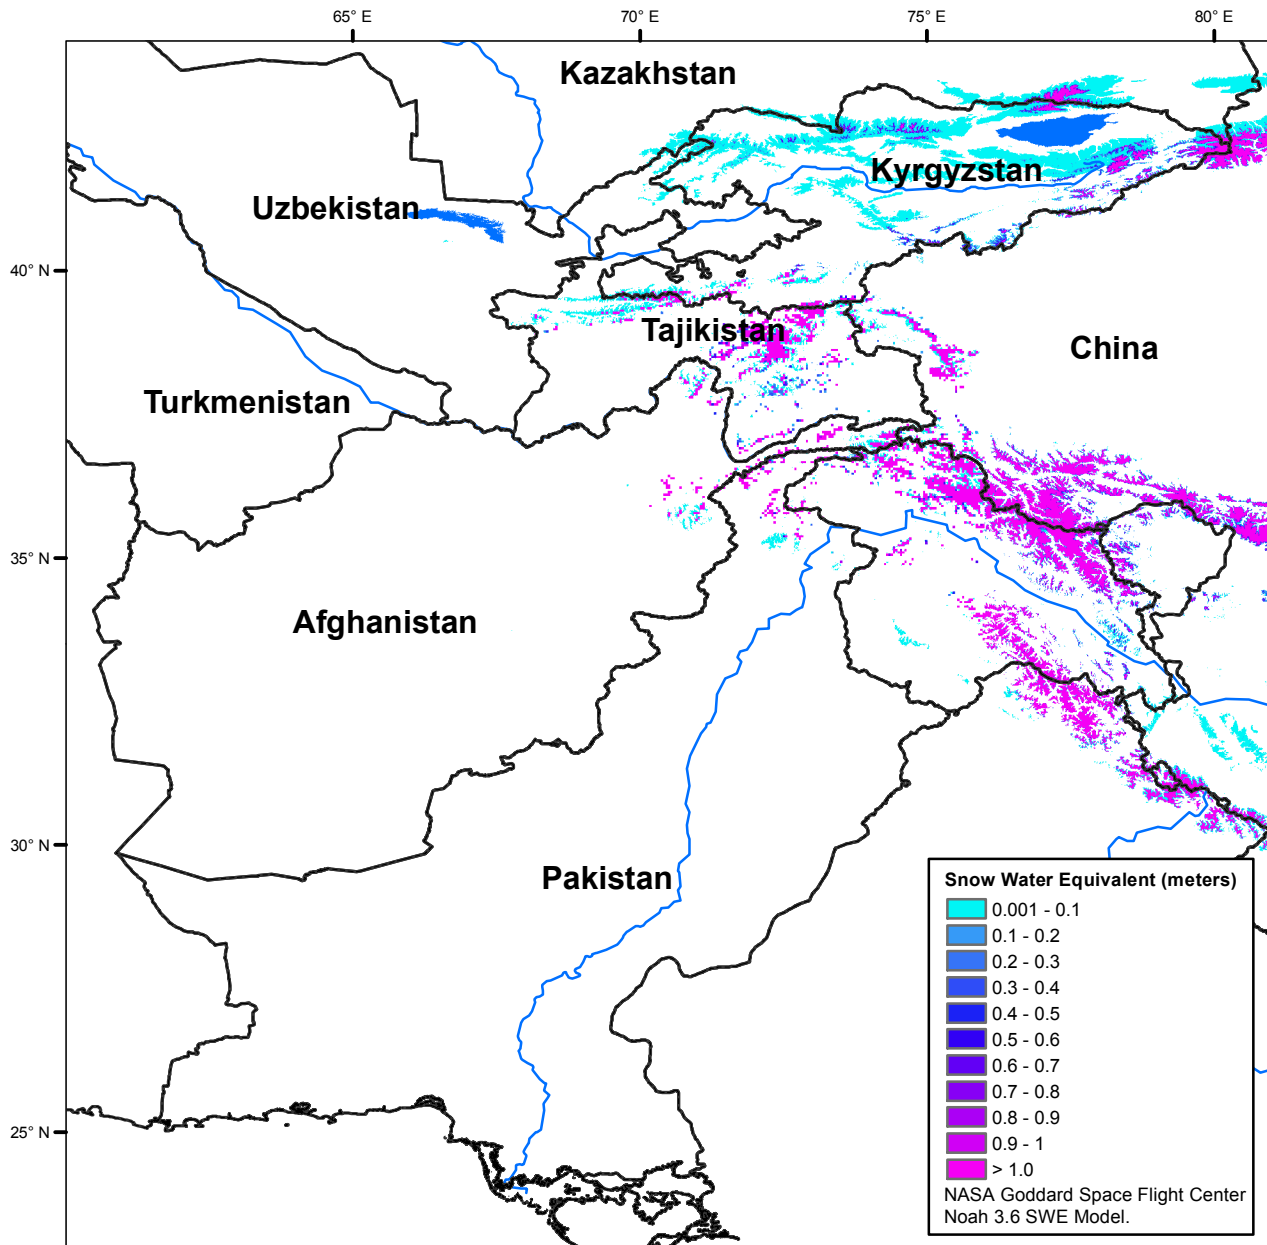 65° E
70° E
75° E
80° E
Kazakhstan
Kyrgyzstan
Uzbekistan
40° N
Tajikistan
China
Turkmenistan
35° N
Afghanistan
30° N
Pakistan
25° N
Snow Water Equivalent (meters)
0.001 - 0.1
0.1 - 0.2
0.2 - 0.3
0.3 - 0.4
0.4 - 0.5
0.5 - 0.6
0.6 - 0.7
0.7 - 0.8
0.8 - 0.9
0.9 - 1
> 1.0
NASA Goddard Space Flight Center
Noah 3.6 SWE Model.